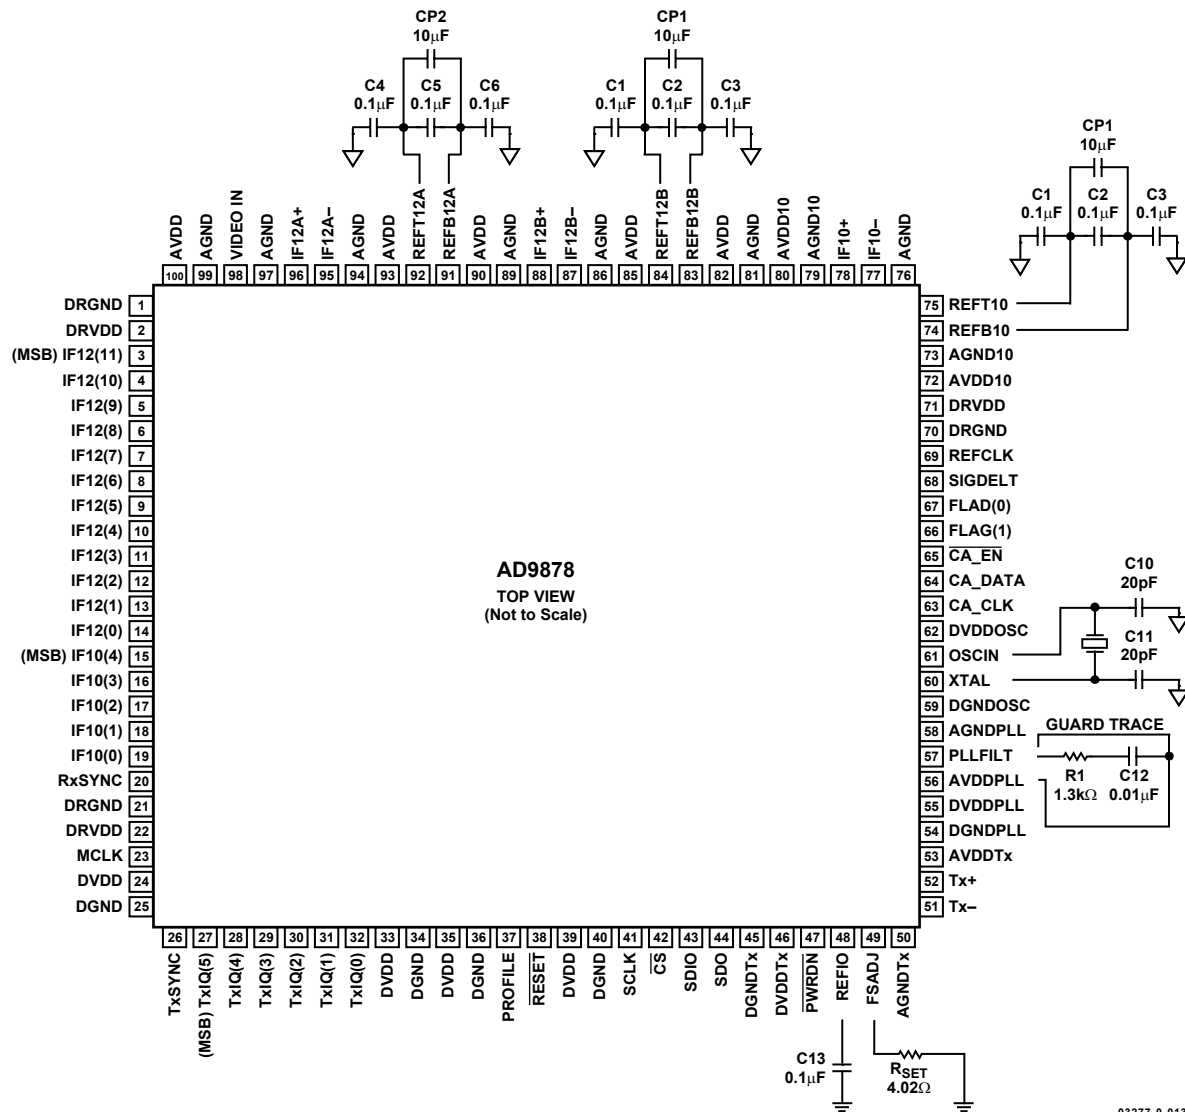 CP2
10µF
C4
0.1µF
C5
0.1µF
C6
0.1µF
CP1
10µF
C1
0.1µF
C2
0.1µF
C3
0.1µF
CP1
10µF
C1
0.1µF
C2
0.1µF
C3
0.1µF
AVDD
AGND
VIDEO IN
AGND
IF12A+
IF12A–
AGND
AVDD
REFT12A
REFB12A
AVDD
AGND
IF12B+
IF12B–
AGND
AVDD
REFT12B
REFB12B
AVDD
AGND
AVDD10
AGND10
IF10+
IF10–
AGND
100 99 98 97 96 95 94 93 92 91 90 89 88 87 86 85 84 83 82 81 80 79 78 77 76
DRGND 1
DRVDD 2
(MSB) IF12(11) 3
IF12(10) 4
IF12(9) 5
IF12(8) 6
IF12(7) 7
IF12(6) 8
IF12(5) 9
IF12(4) 10
IF12(3) 11
IF12(2) 12
IF12(1) 13
IF12(0) 14
(MSB) IF10(4) 15
IF10(3) 16
IF10(2) 17
IF10(1) 18
IF10(0) 19
RxSYNC 20
DRGND 21
DRVDD 22
MCLK 23
DVDD 24
DGND 25
AD9878
TOP VIEW
(Not to Scale)
75 REFT10
74 REFB10
73 AGND10
72 AVDD10
71 DRVDD
70 DRGND
69 REFCLK
68 SIGDELT
67 FLAD(0)
66 FLAG(1)
65 CA_EN
64 CA_DATA
63 CA_CLK
62 DVDDOSC
61 OSCIN
60 XTAL
59 DGNDOSC
58 AGNDPLL
57 PLLFILT
56 AVDDPLL
55 DVDDPLL
54 DGNDPLL
53 AVDDTx
52 Tx+
51 Tx–
C10
20pF
C11
20pF
GUARD TRACE
R1
1.3kΩ
C12
0.01µF
26 27 28 29 30 31 32 33 34 35 36 37 38 39 40 41 42 43 44 45 46 47 48 49 50
TxSYNC
(MSB) TxIQ(5)
TxIQ(4)
TxIQ(3)
TxIQ(2)
TxIQ(1)
TxIQ(0)
DVDD
DGND
DVDD
DGND
PROFILE
RESET
DVDD
DGND
SCLK
CS
SDIO
SDO
DGNDTx
DVDDTx
PWRDN
REFIO
FSADJ
AGNDTx
C13
0.1µF
RSET
4.02Ω
03277-0-013